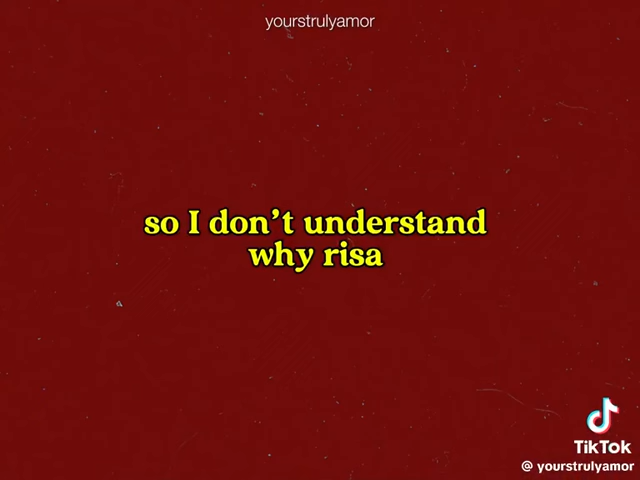 yourstrulyamor
so I don't understand
why risa
TikTok
@ yourstrulyamor